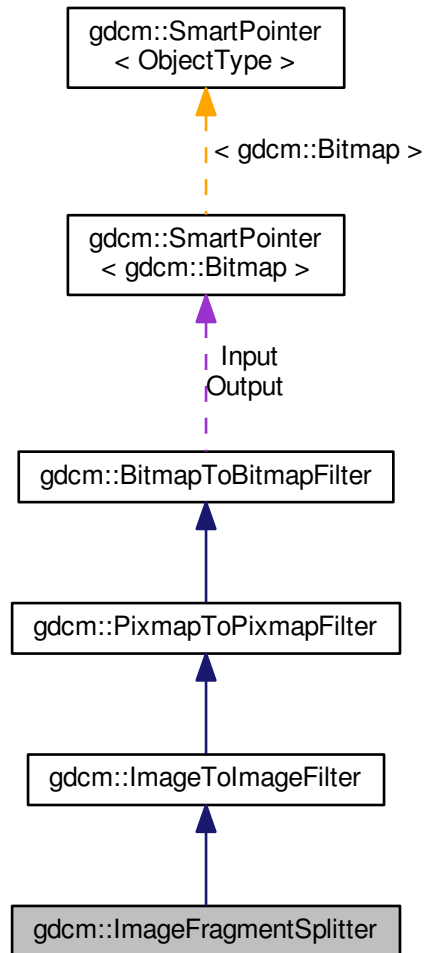 gdcm::SmartPointer
< ObjectType >
< gdcm::Bitmap >
gdcm::SmartPointer
< gdcm::Bitmap >
Input
Output
gdcm::BitmapToBitmapFilter
gdcm::PixmapToPixmapFilter
gdcm::ImageToImageFilter
gdcm::ImageFragmentSplitter